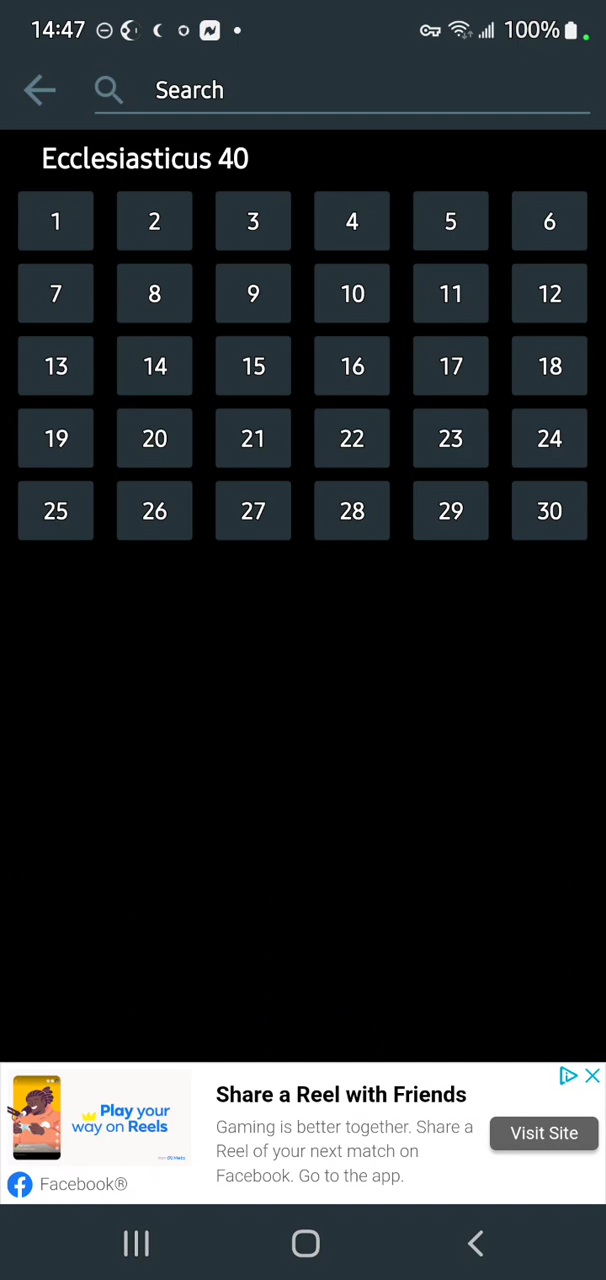 14:47
100%
Search
Ecclesiasticus 40
1 2 3 4 5 6
7 8 9 10 11 12
13 14 15 16 17 18
19 20 21 22 23 24
25 26 27 28 29 30
Play your
way on Reels
Facebook®
Share a Reel with Friends
Gaming is better together. Share a
Reel of your next match on
Facebook. Go to the app.
Visit Site